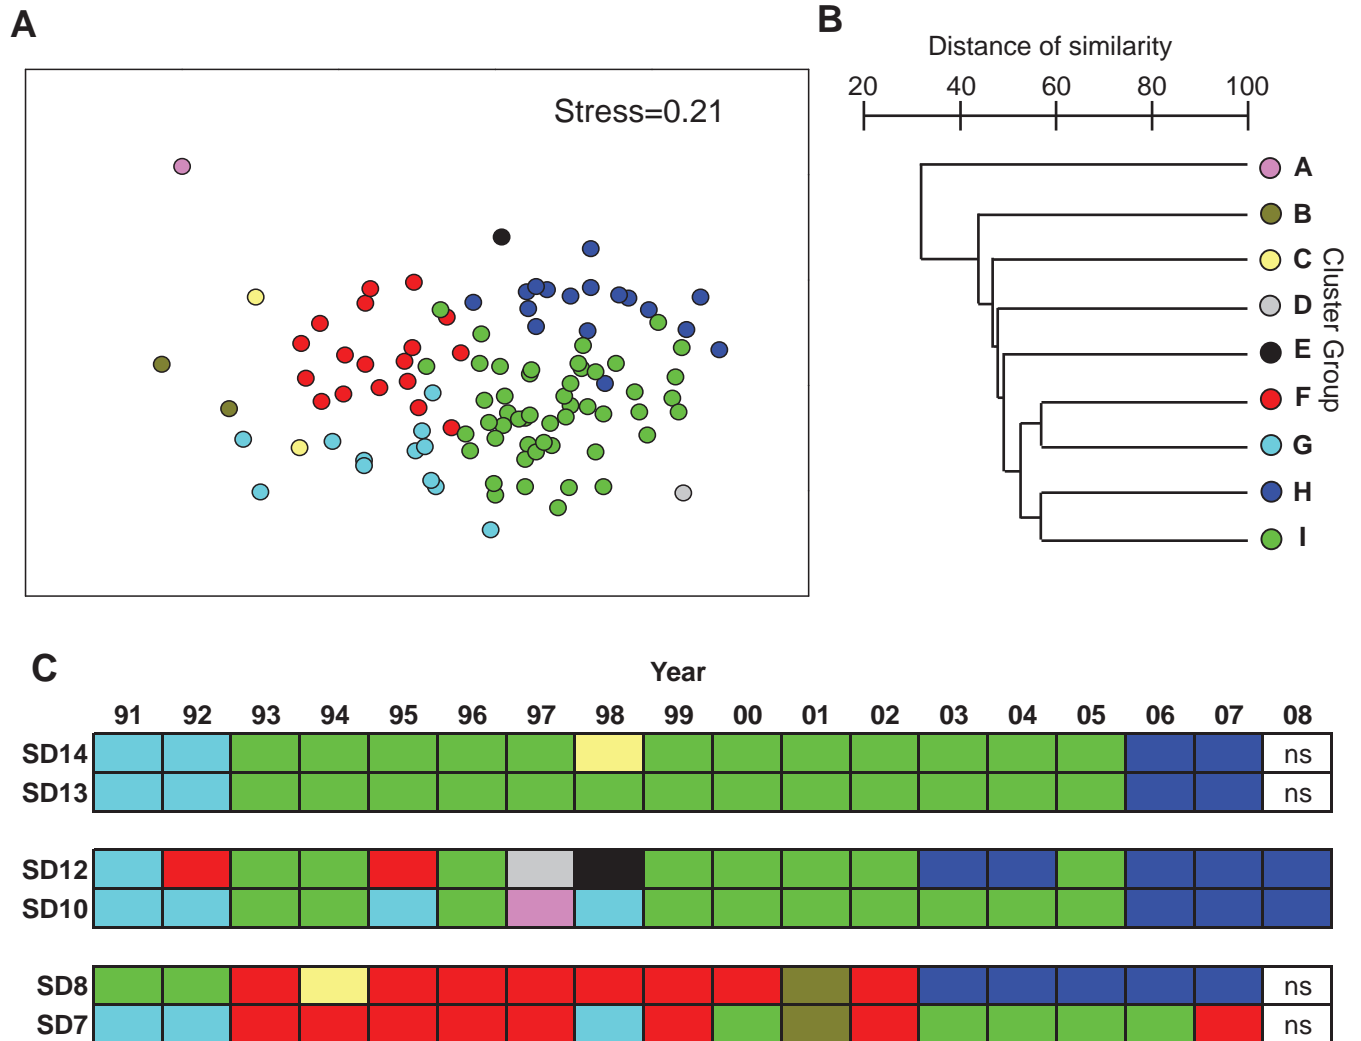 A
Stress=0.21
B
Distance of similarity
20 40 60 80 100
A
B
C
D
E
F
G
H
I
Cluster Group
C
Year
91 92 93 94 95 96 97 98 99 00 01 02 03 04 05 06 07 08
SD14 ns
SD13 ns
SD12
SD10
SD8 ns
SD7 ns